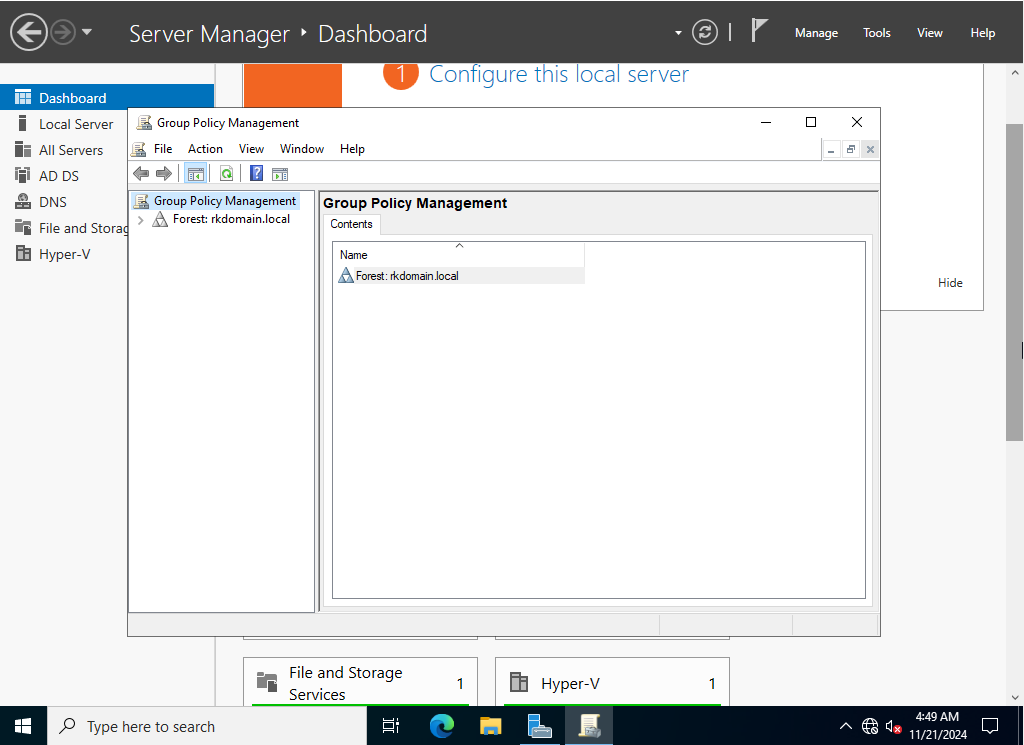 Server Manager ‣ Dashboard
Manage
Tools
View
Help
1 Configure this local server
Dashboard
Local Server
All Servers
AD DS
DNS
File and Storag
Hyper-V
Group Policy Management
File
Action
View
Window
Help
Group Policy Management
Forest: rkdomain.local
Group Policy Management
Contents
Name
Forest: rkdomain.local
Hide
File and Storage
Services
1
Hyper-V
1
Type here to search
4:49 AM
11/21/2024